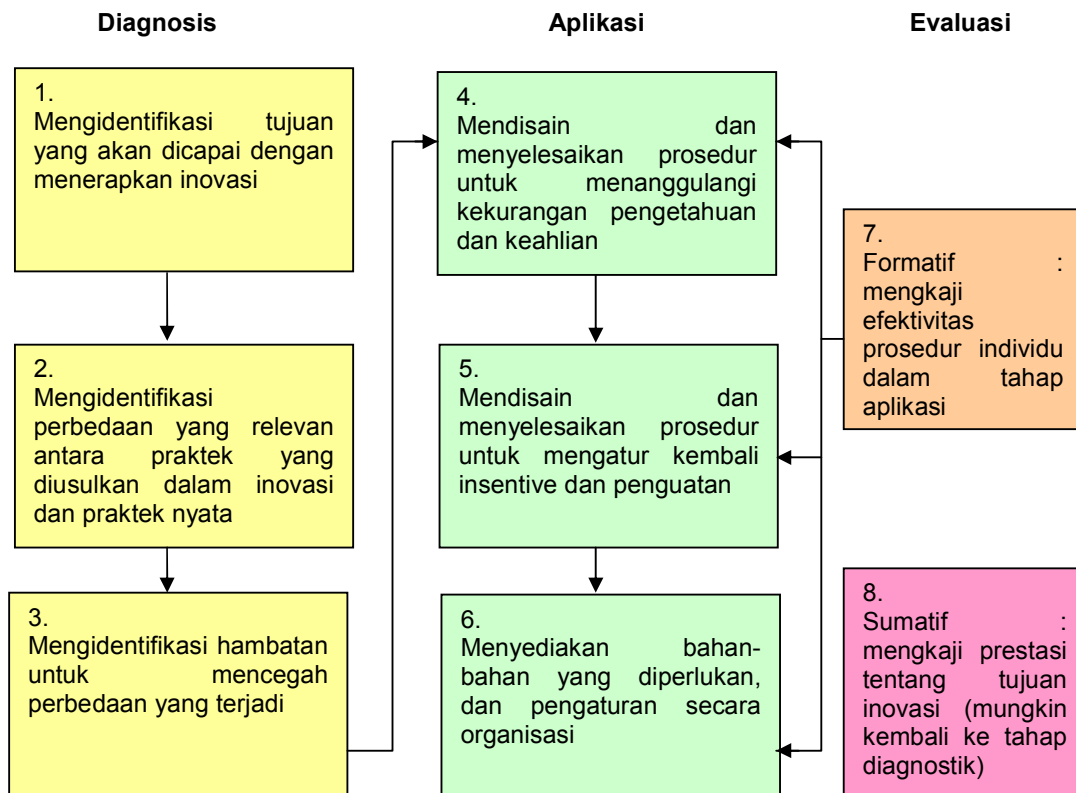 Diagnosis
Aplikasi
Evaluasi
1.
Mengidentifikasi tujuan
yang akan dicapai dengan
menerapkan inovasi
2.
Mengidentifikasi
perbedaan yang relevan
antara praktek yang
diusulkan dalam inovasi
dan praktek nyata
3.
Mengidentifikasi hambatan
untuk mencegah
perbedaan yang terjadi
4.
Mendisain dan
menyelesaikan prosedur
untuk menanggulangi
kekurangan pengetahuan
dan keahlian
5.
Mendisain dan
menyelesaikan prosedur
untuk mengatur kembali
insentive dan penguatan
6.
Menyediakan bahan-
bahan yang diperlukan,
dan pengaturan secara
organisasi
7.
Formatif :
mengkaji
efektivitas
prosedur individu
dalam tahap
aplikasi
8.
Sumatif :
mengkaji prestasi
tentang tujuan
inovasi (mungkin
kembali ke tahap
diagnostik)